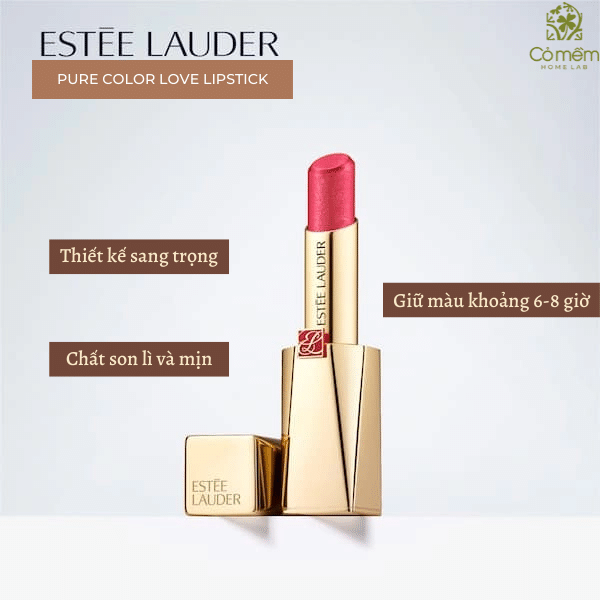 ESTĒE LAUDER
PURE COLOR LOVE LIPSTICK
Cỏ mềm
HOME LAB
Thiết kế sang trọng
Giữ màu khoảng 6-8 giờ
Chất son lì và mịn
ESTĒE LAUDER
ESTĒE
LAUDER